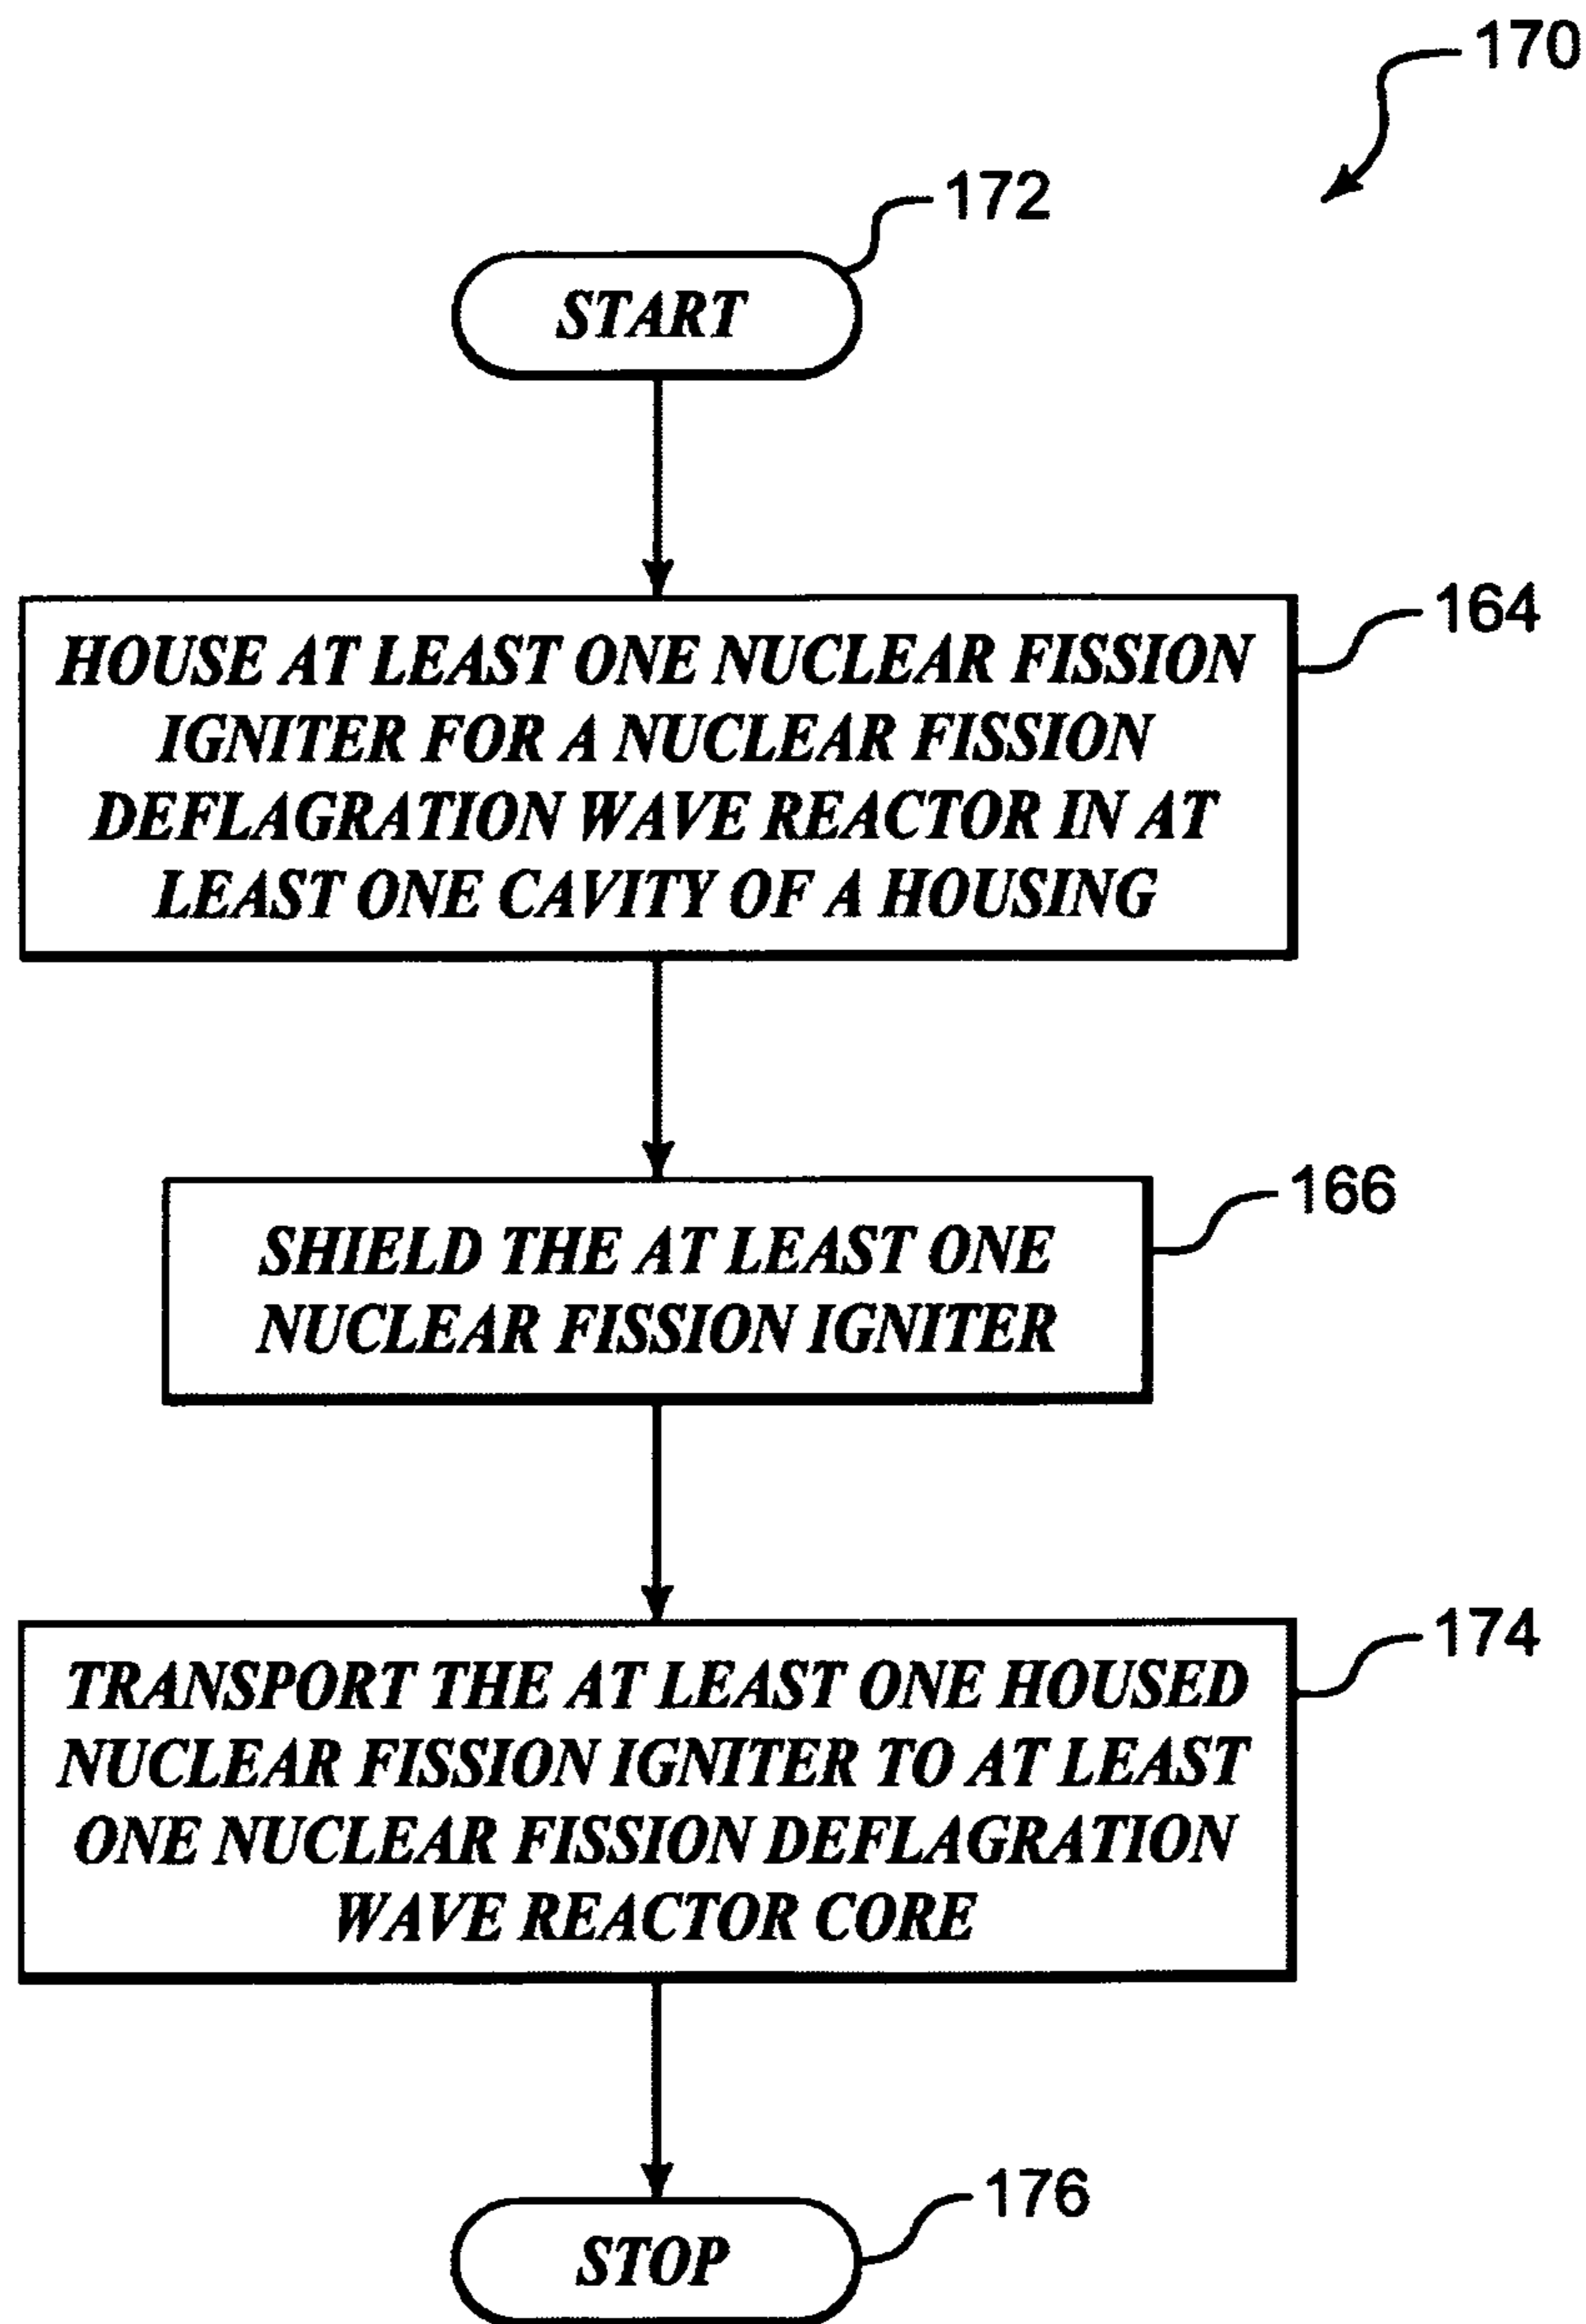 170
172
START
164
HOUSE AT LEAST ONE NUCLEAR FISSION
IGNITER FOR A NUCLEAR FISSION
DEFLAGRATION WAVE REACTOR IN AT
LEAST ONE CAVITY OF A HOUSING
166
SHIELD THE AT LEAST ONE
NUCLEAR FISSION IGNITER
174
TRANSPORT THE AT LEAST ONE HOUSED
NUCLEAR FISSION IGNITER TO AT LEAST
ONE NUCLEAR FISSION DEFLAGRATION
WAVE REACTOR CORE
176
STOP